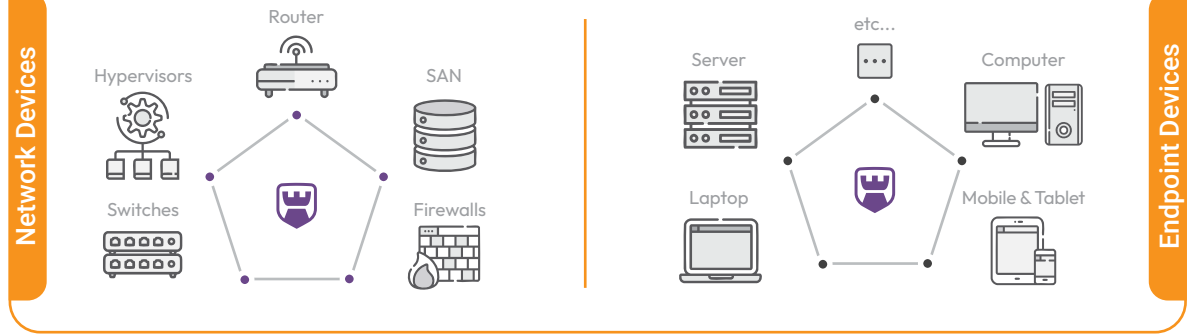 Network Devices
Router
Hypervisors
SAN
Switches
Firewalls
etc...
Server
Computer
Laptop
Mobile & Tablet
Endpoint Devices